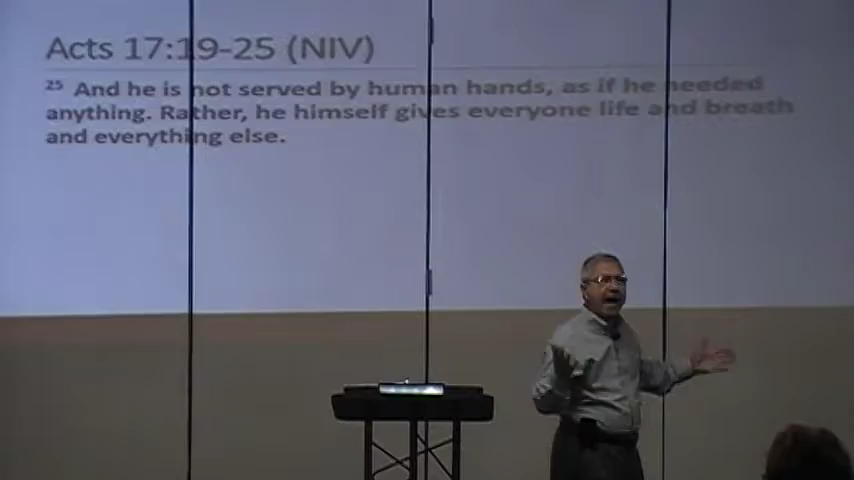 Acts 17:19-25 (NIV)
25 And he is not served by human hands, as if he needed
anything. Rather, he himself gives everyone life and breath
and everything else.